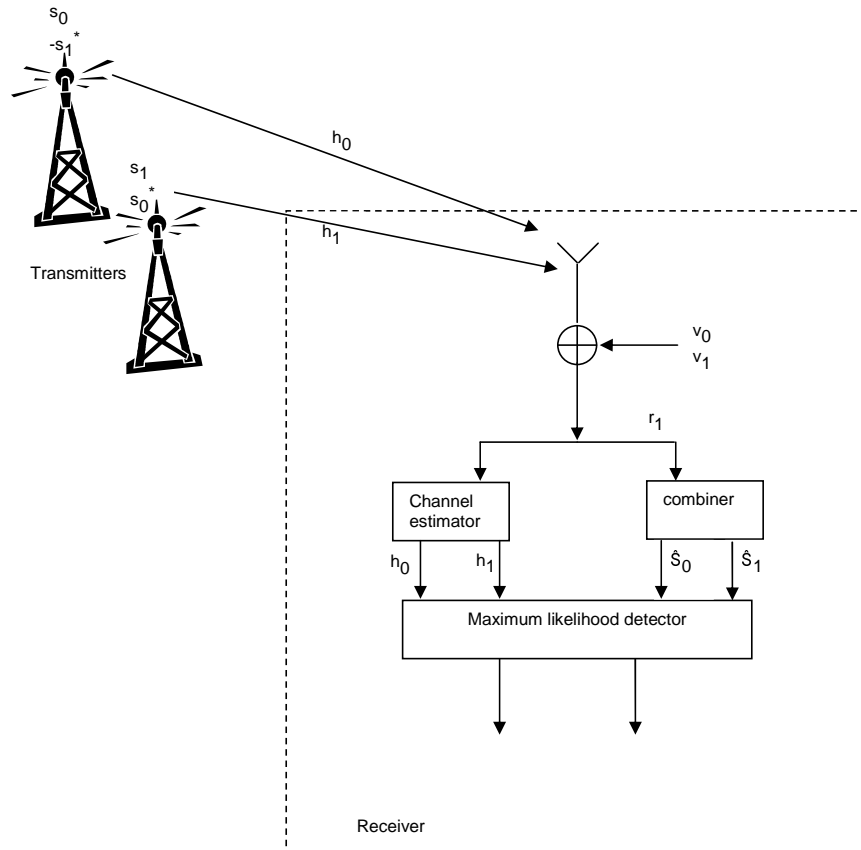 s0
-s1*
h0
s1
s0*
h1
Transmitters
v0
v1
r1
Channel
estimator
combiner
h0
h1
ŝ0
ŝ1
Maximum likelihood detector
Receiver